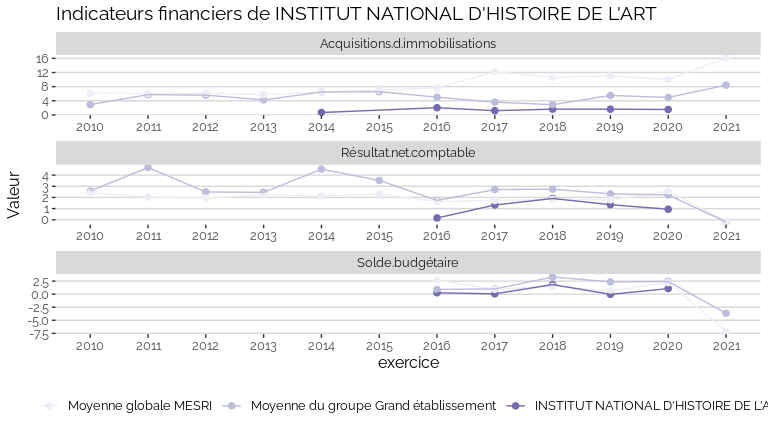 Indicateurs financiers de INSTITUT NATIONAL D'HISTOIRE DE L'ART
Acquisitions.d.immobilisations
16
12
8
4
0
2010 2011 2012 2013 2014 2015 2016 2017 2018 2019 2020 2021
Résultat.net.comptable
4
3
2
1
0
2010 2011 2012 2013 2014 2015 2016 2017 2018 2019 2020 2021
Valeur
Solde.budgétaire
2.5
0.0
-2.5
-5.0
-7.5
2010 2011 2012 2013 2014 2015 2016 2017 2018 2019 2020 2021
exercice
Moyenne globale MESRI Moyenne du groupe Grand établissement INSTITUT NATIONAL D'HISTOIRE DE L'A